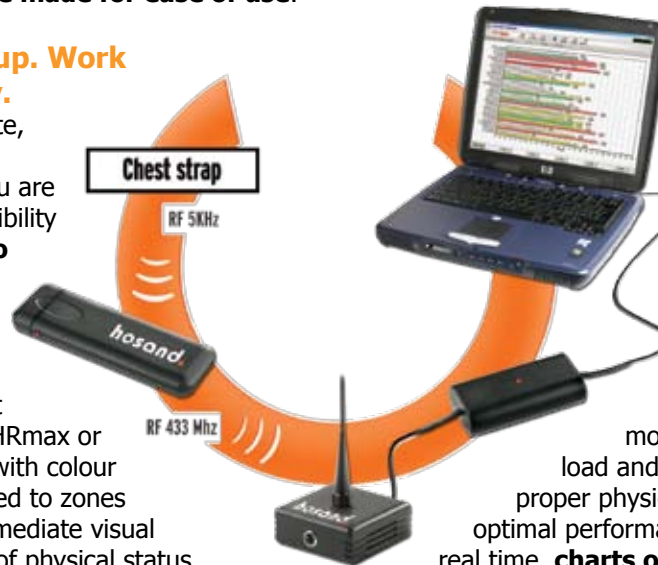 e made for ease of use.
up. Work
te,
u are
ibility
Chest strap
RF 5KHz
hosand
RF 433 Mhz
hosand
HRmax or
with colour
ed to zones
mediate visual
of physical status
mo
load and
proper physi
optimal performa
real time, charts o